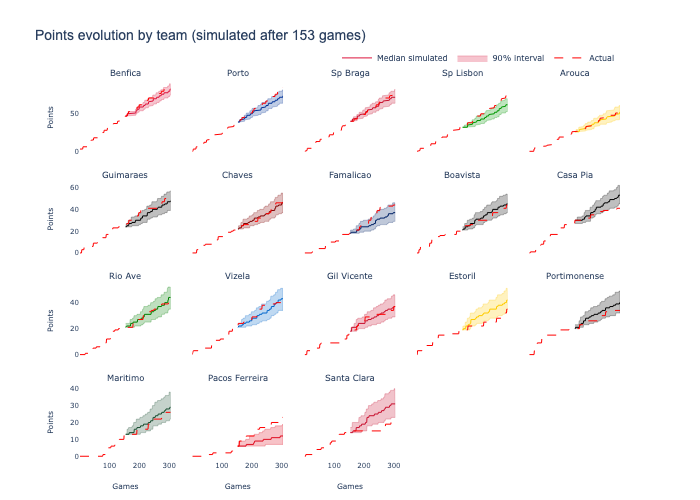 Points evolution by team (simulated after 153 games)
Median simulated 90% interval Actual
Benfica Porto Sp Braga Sp Lisbon Arouca
Points
50
0
Guimaraes Chaves Famalicao Boavista Casa Pia
Points
60
40
20
0
Rio Ave Vizela Gil Vicente Estoril Portimonense
Points
40
20
0
Maritimo Pacos Ferreira Santa Clara
Points
40
30
20
10
0
100 200 300 100 200 300 100 200 300
Games Games Games